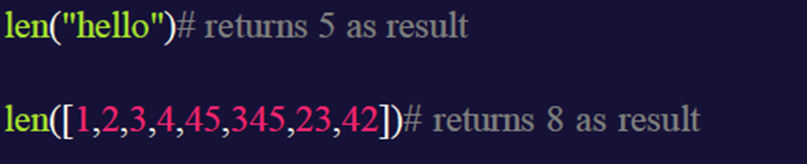 len("hello")# returns 5 as result
len([1,2,3,4,45,345,23,42])# returns 8 as result